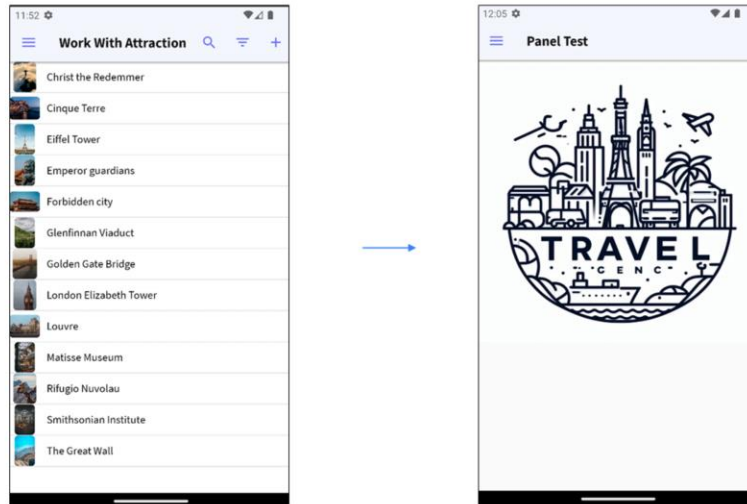 11:52
Work With Attraction
Christ the Redemmer
Cinque Terre
Eiffel Tower
Emperor guardians
Forbidden city
Glenfinnan Viaduct
Golden Gate Bridge
London Elizabeth Tower
Louvre
Matisse Museum
Rifugio Nuvolau
Smithsonian Institute
The Great Wall
12:05
Panel Test
TRAVEL
GENC